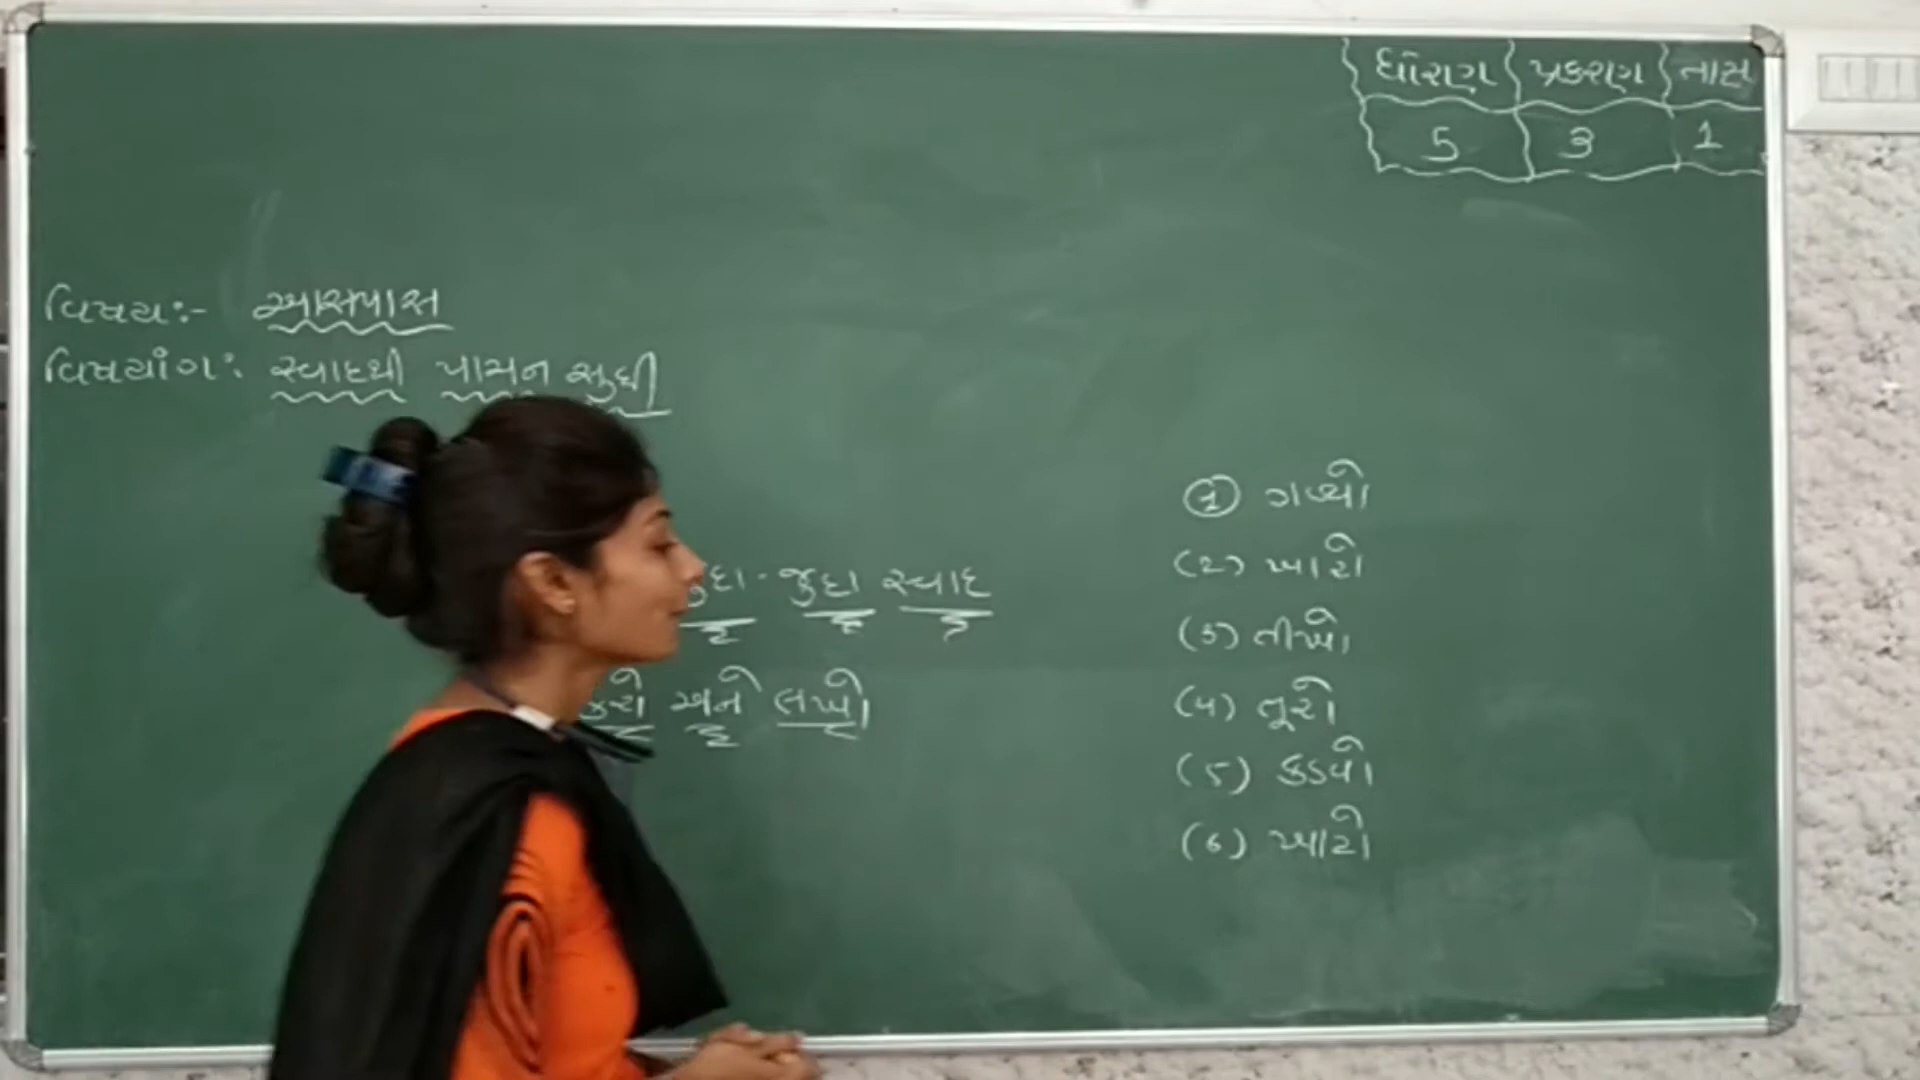 ધોરણ પ્રકરણ તાસ
5 3 1
વિષય:- આસપાસ
વિષયાંગ: સ્વાદથી પાચન સુધી
જુદા-જુદા સ્વાદ
કરો અને લખો
(1) ગળ્યો
(2) ખારો
(3) તીખો
(4) તૂરો
(5) કડવો
(6) ખાટો